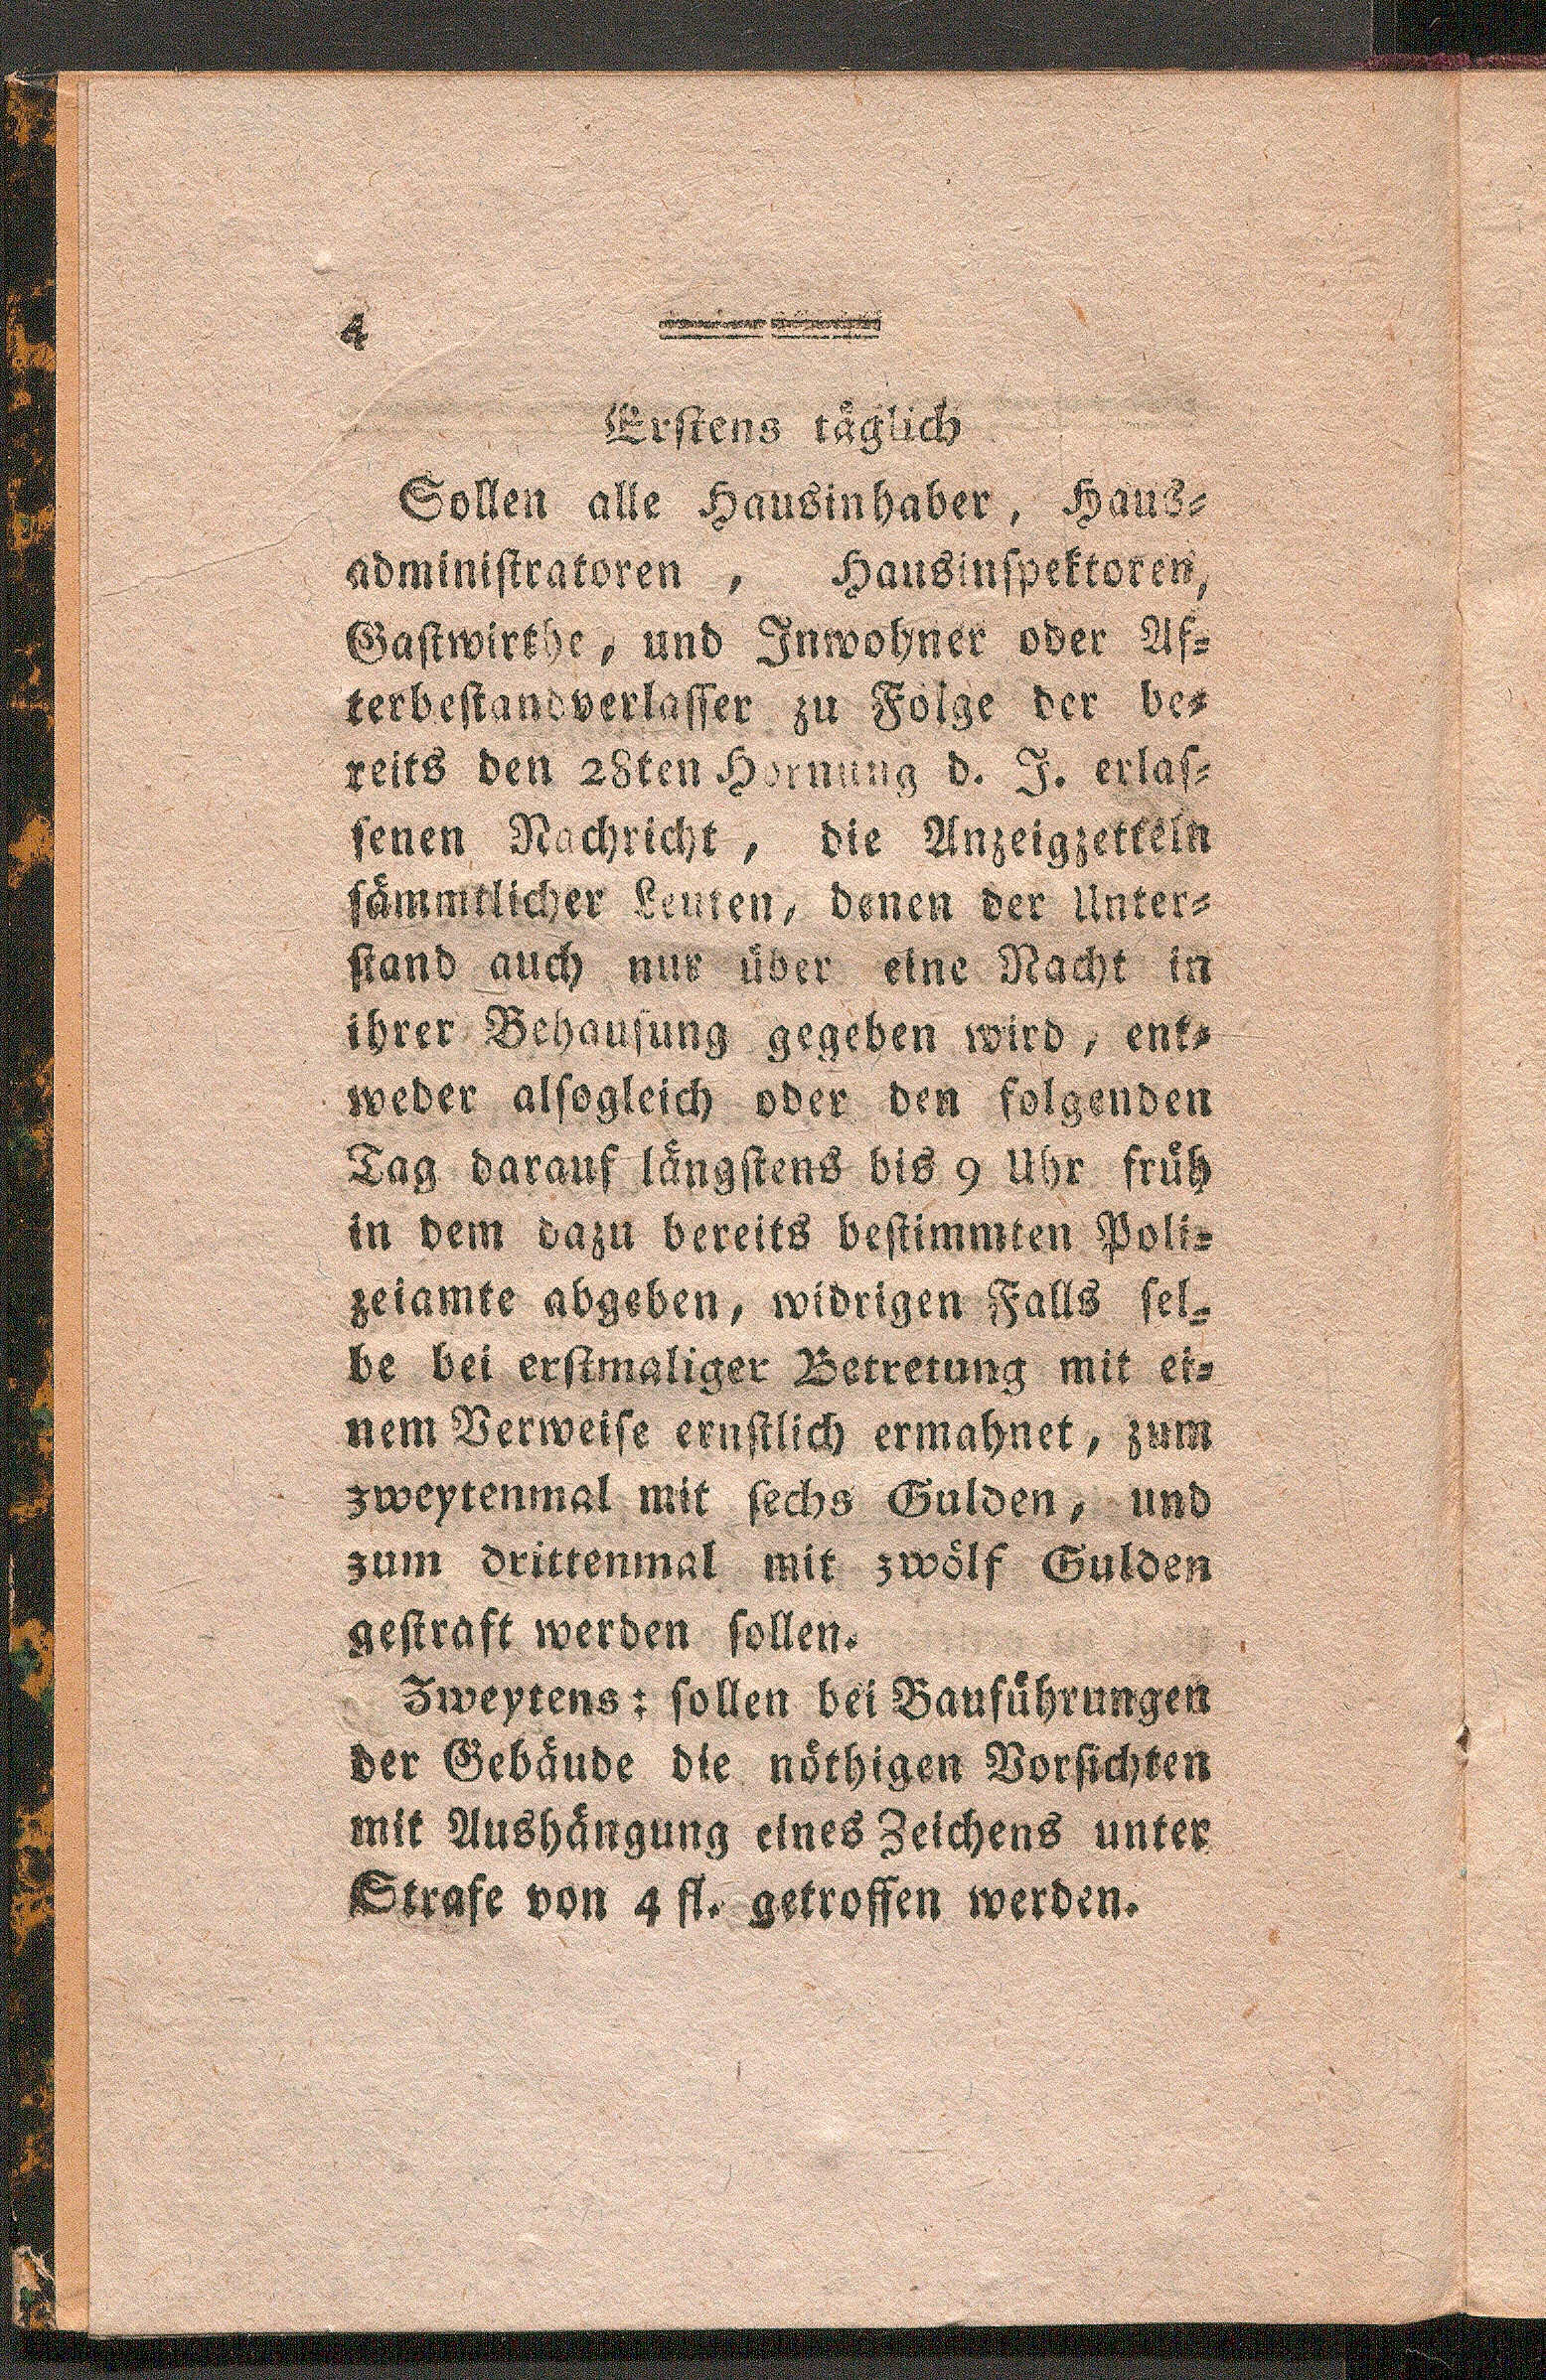 4
Erstens täglich
Sollen alle Hausinhaber, Haus-
administratoren, Hausinspektoren,
Gastwirthe, und Inwohner oder Af-
terbestandverlasser zu Folge der be-
reits den 28ten Hornung d. J. erlas-
senen Nachricht, die Anzeigzetteln
sämmtlicher Leuten, denen der Unter-
stand auch nur über eine Nacht in
ihrer Behausung gegeben wird, ent-
weder alsogleich oder den folgenden
Tag darauf längstens bis 9 Uhr früh
in dem dazu bereits bestimmten Poli-
zeiamte abgeben, widrigen Falls sel-
be bei erstmaliger Betretung mit ei-
nem Verweise ernstlich ermahnet, zum
zweytenmal mit sechs Gulden, und
zum drittenmal mit zwölf Gulden
gestraft werden sollen.
Zweytens: sollen bei Bauführungen
der Gebäude die nöthigen Vorsichten
mit Aushängung eines Zeichens unter
Strafe von 4 fl. getroffen werden.